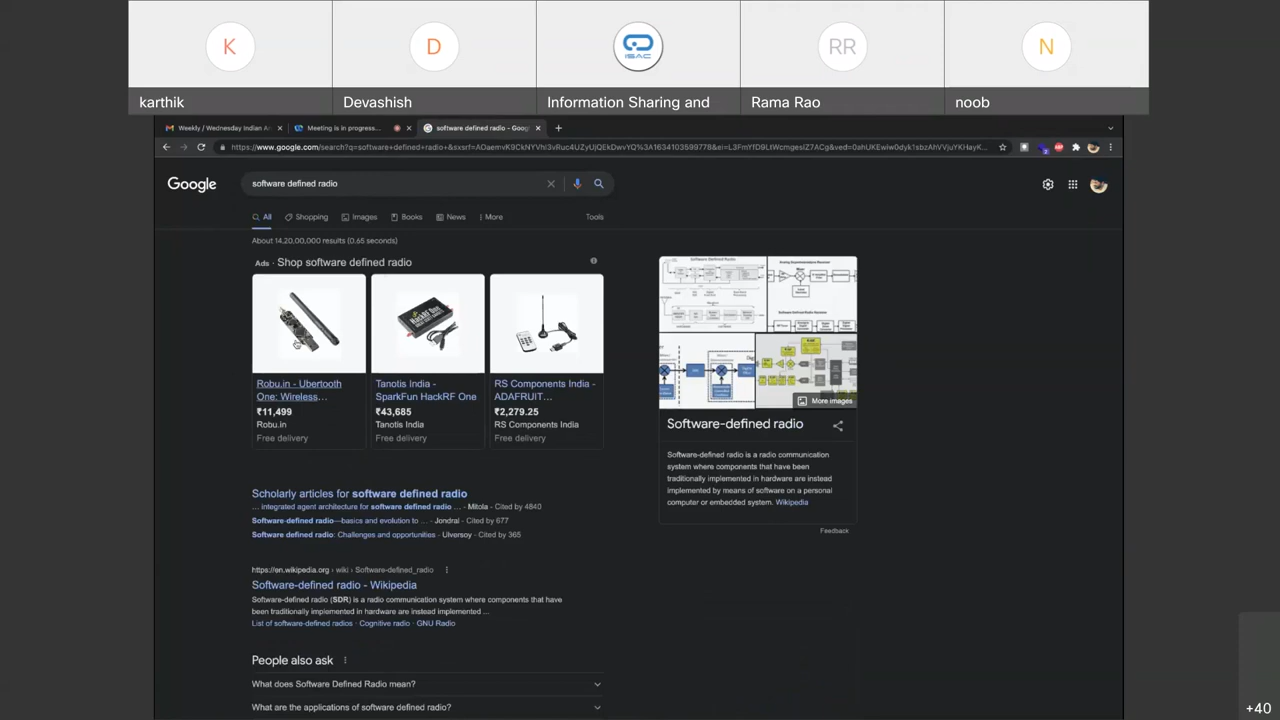 K
D
ISAC
RR
N
karthik
Devashish
Information Sharing and
Rama Rao
noob
Weekly / Wednesday Indian A
Meeting is in progress...
software defined radio - Goog
Google
software defined radio
All
Shopping
Images
Books
News
More
Tools
About 14,20,00,000 results (0.65 seconds)
Ads · Shop software defined radio
Robu.in - Ubertooth
One: Wireless...
₹11,499
Robu.in
Free delivery
Tanotis India -
SparkFun HackRF One
₹43,685
Tanotis India
Free delivery
RS Components India -
ADAFRUIT...
₹2,279.25
RS Components India
Free delivery
More images
Software-defined radio
Software-defined radio is a radio communication
system where components that have been
traditionally implemented in hardware are instead
implemented by means of software on a personal
computer or embedded system. Wikipedia
Feedback
Scholarly articles for software defined radio
... integrated agent architecture for software defined radio ... - Mitola - Cited by 4840
Software-defined radio—basics and evolution to ... - Jondral - Cited by 677
Software defined radio: Challenges and opportunities - Ulversoy - Cited by 365
https://en.wikipedia.org › wiki › Software-defined_radio
Software-defined radio - Wikipedia
Software-defined radio (SDR) is a radio communication system where components that have
been traditionally implemented in hardware are instead implemented ...
List of software-defined radios · Cognitive radio · GNU Radio
People also ask
What does Software Defined Radio mean?
What are the applications of software defined radio?
+40